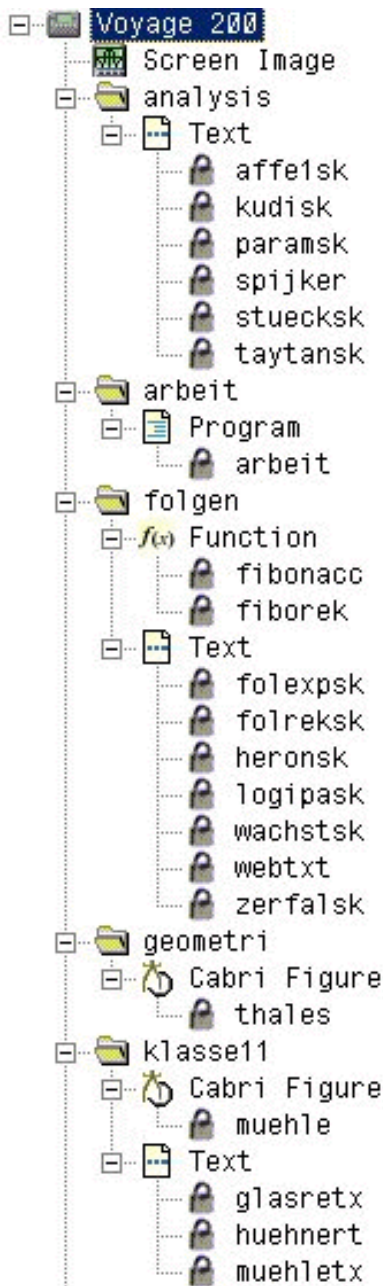 Voyage 200
Screen Image
analysis
Text
affe1sk
kudisk
paramsk
spijker
stuecksk
taytansk
arbeit
Program
arbeit
folgen
f(x) Function
fibonacc
fiborek
Text
folexpsk
folreksk
heronsk
logipask
wachstsk
webtxt
zerfalsk
geometri
Cabri Figure
thales
klasse11
Cabri Figure
muehle
Text
glasretx
huehnert
muehletx